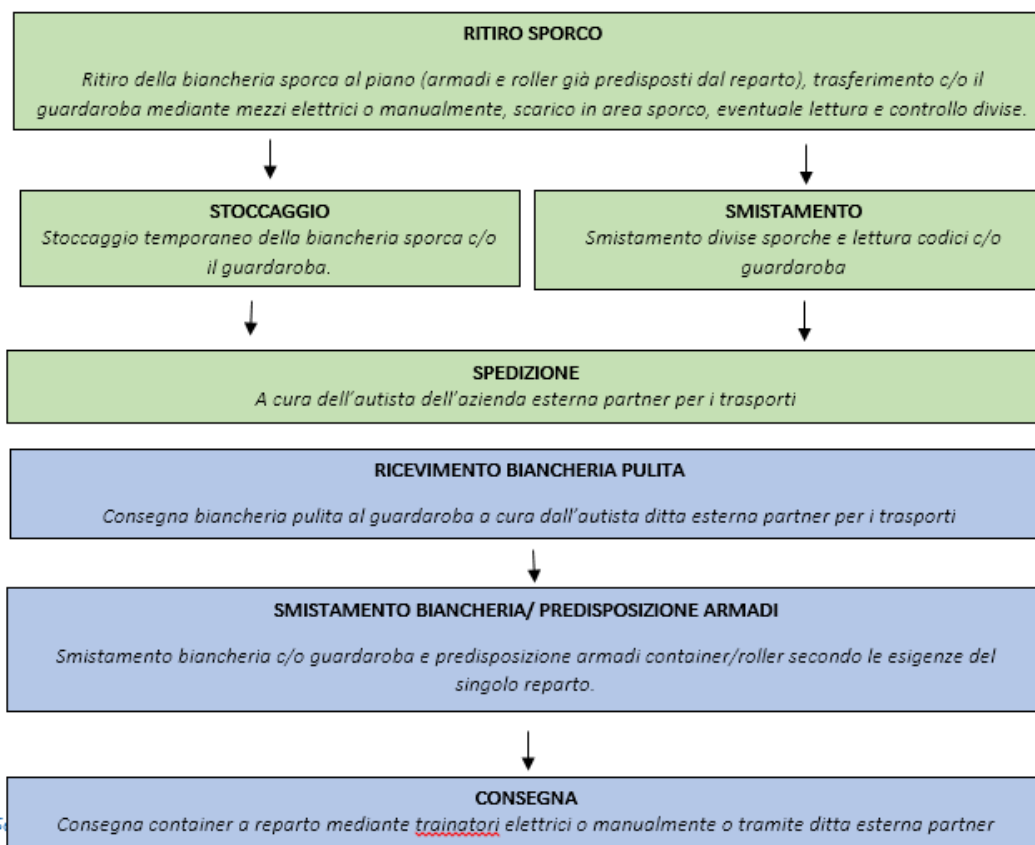 RITIRO SPORCO
Ritiro della biancheria sporca al piano (armadi e roller già predisposti dal reparto), trasferimento c/o il
guardaroba mediante mezzi elettrici o manualmente, scarico in area sporco, eventuale lettura e controllo divise.
STOCCAGGIO
Stoccaggio temporaneo della biancheria sporca c/o
il guardaroba.
SMISTAMENTO
Smistamento divise sporche e lettura codici c/o
guardaroba
SPEDIZIONE
A cura dell'autista dell'azienda esterna partner per i trasporti
RICEVIMENTO BIANCHERIA PULITA
Consegna biancheria pulita al guardaroba a cura dall'autista ditta esterna partner per i trasporti
SMISTAMENTO BIANCHERIA/ PREDISPOSIZIONE ARMADI
Smistamento biancheria c/o guardaroba e predisposizione armadi container/roller secondo le esigenze del
singolo reparto.
CONSEGNA
Consegna container a reparto mediante trainatori elettrici o manualmente o tramite ditta esterna partner